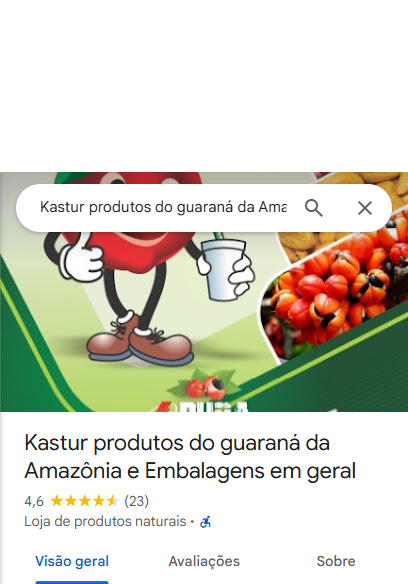 Kastur produtos do guaraná da Ama
Kastur produtos do guaraná da
Amazônia e Embalagens em geral
4,6 (23)
Loja de produtos naturais ·
Visão geral Avaliações Sobre